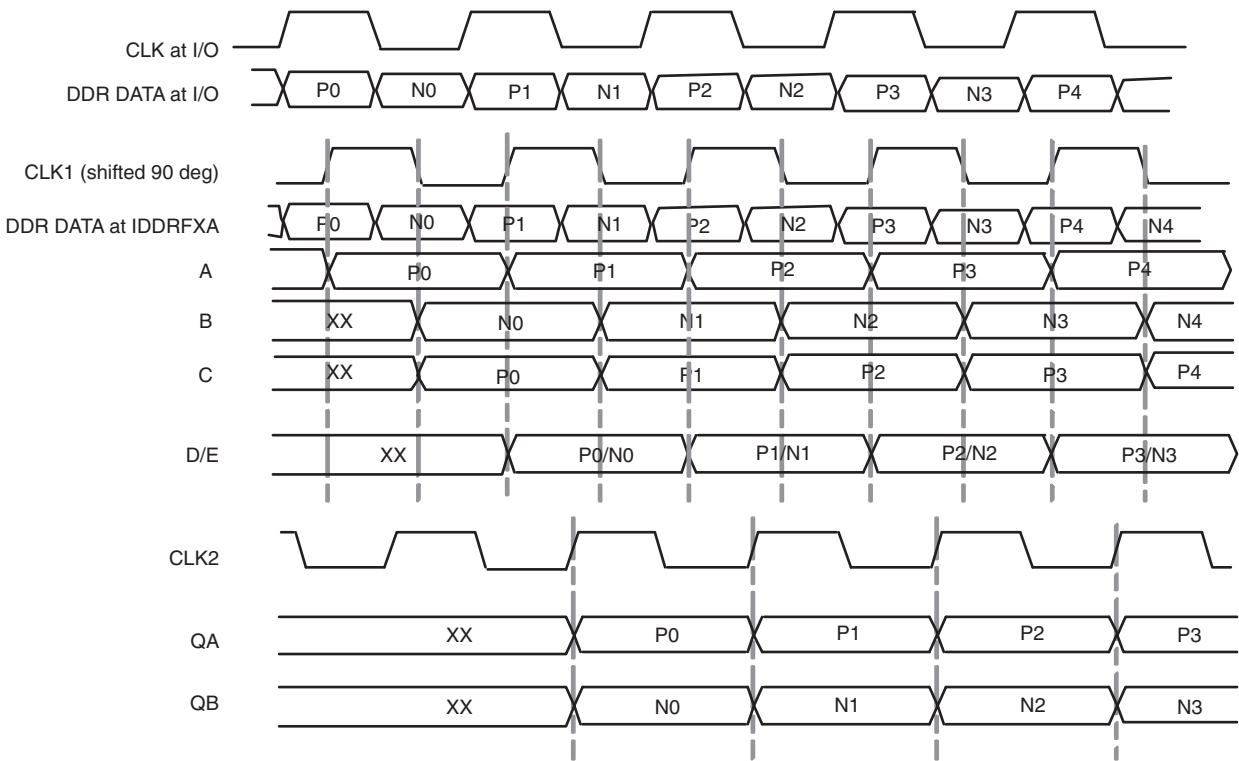 CLK at I/O
DDR DATA at I/O P0 N0 P1 N1 P2 N2 P3 N3 P4
CLK1 (shifted 90 deg)
DDR DATA at IDDRFXA P0 N0 P1 N1 P2 N2 P3 N3 P4 N4
A P0 P1 P2 P3 P4
B XX N0 N1 N2 N3 N4
C XX P0 P1 P2 P3 P4
D/E XX P0/N0 P1/N1 P2/N2 P3/N3
CLK2
QA XX P0 P1 P2 P3
QB XX N0 N1 N2 N3